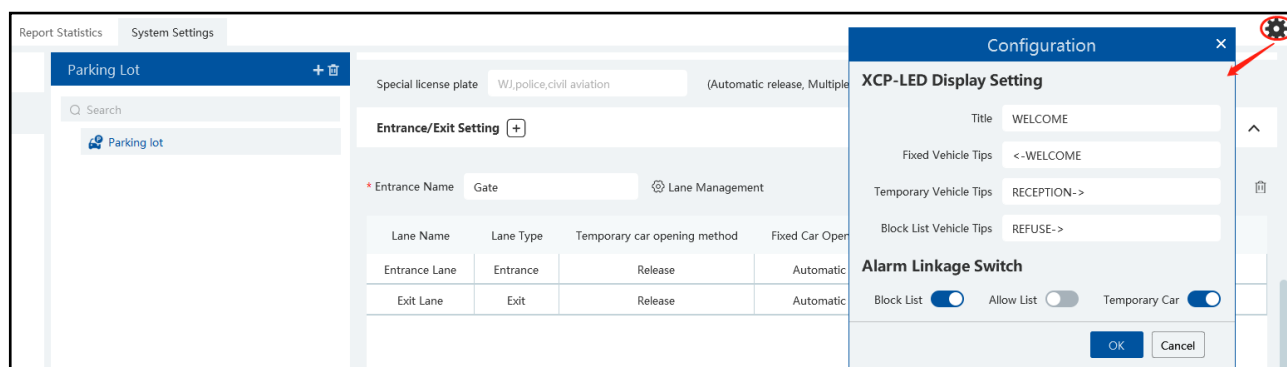 Report Statistics
System Settings
Parking Lot
Search
Parking lot
Special license plate
WJ,police,civil aviation
(Automatic release, Multiple
Entrance/Exit Setting
* Entrance Name
Gate
Lane Management
Lane Name
Lane Type
Temporary car opening method
Fixed Car Open
Entrance Lane
Entrance
Release
Automatic
Exit Lane
Exit
Release
Automatic
Configuration
XCP-LED Display Setting
Title
WELCOME
Fixed Vehicle Tips
<-WELCOME
Temporary Vehicle Tips
RECEPTION->
Block List Vehicle Tips
REFUSE->
Alarm Linkage Switch
Block List
Allow List
Temporary Car
OK
Cancel